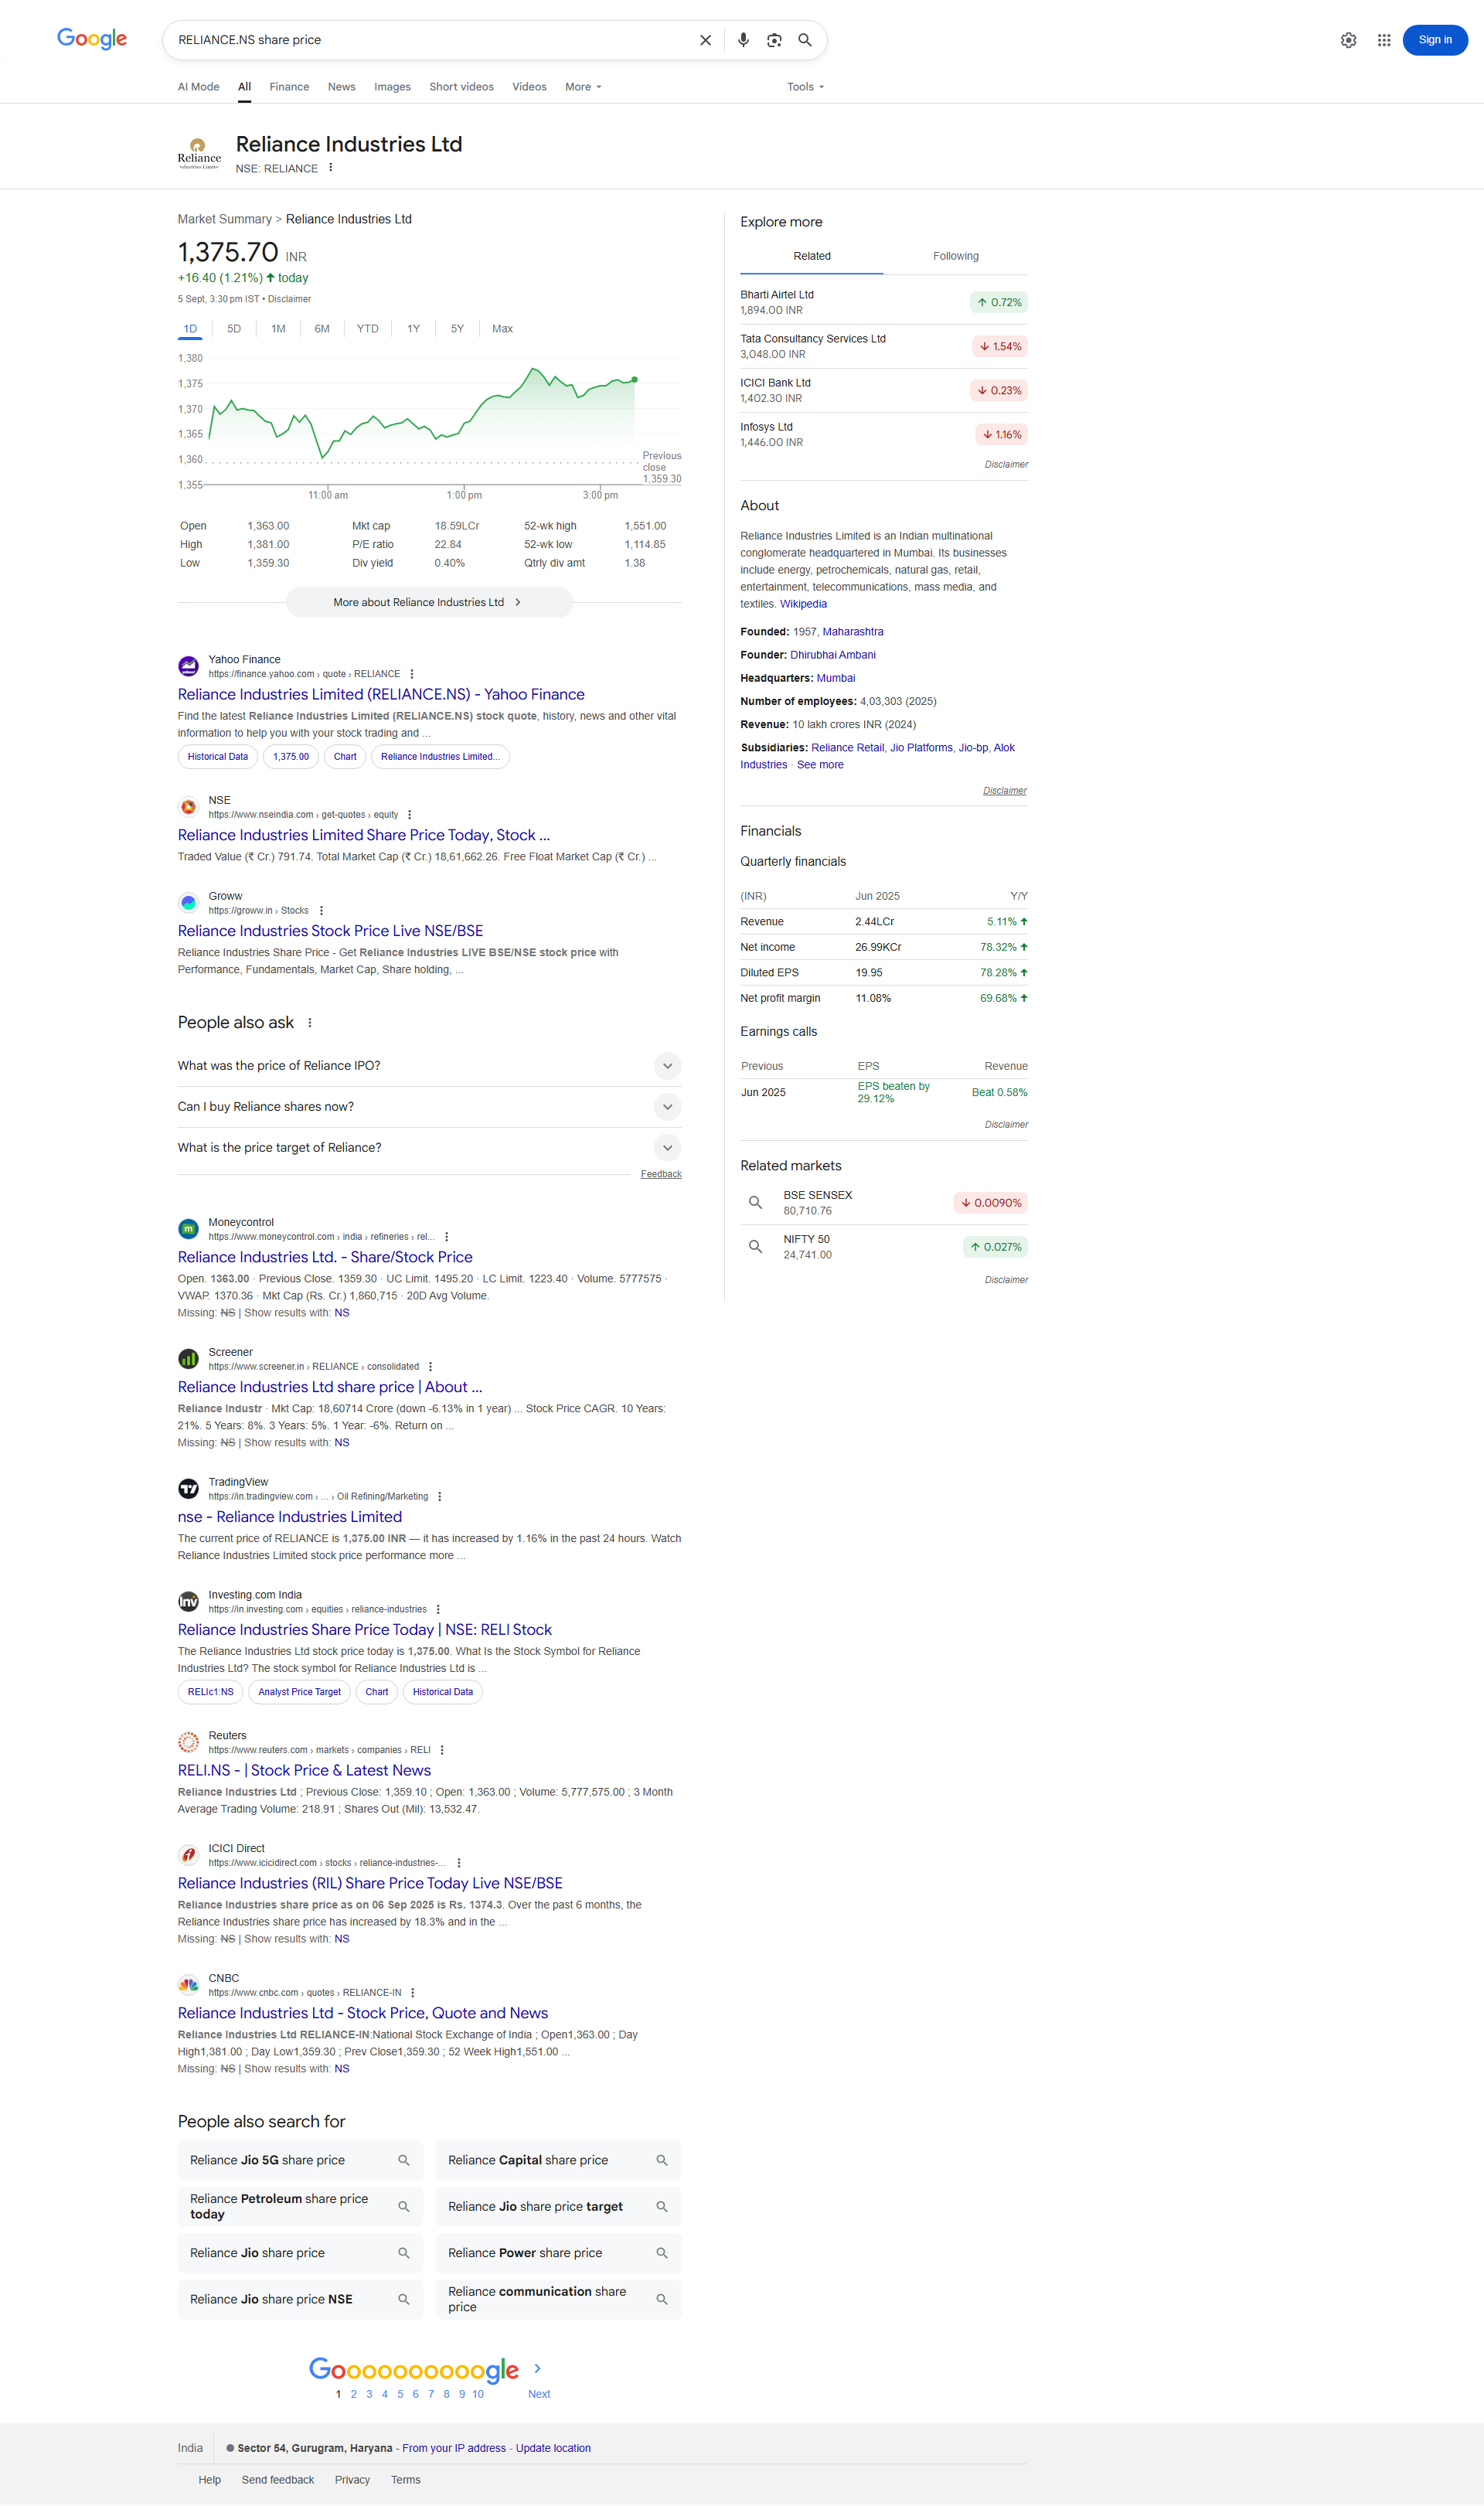 Google
RELIANCE.NS share price
Sign in
AI Mode
All
Finance
News
Images
Short videos
Videos
More
Tools
Reliance
Industries Limited
Reliance Industries Ltd
NSE: RELIANCE
Market Summary > Reliance Industries Ltd
1,375.70 INR
+16.40 (1.21%) today
5 Sept, 3:30 pm IST • Disclaimer
1D 5D 1M 6M YTD 1Y 5Y Max
1,380
1,375
1,370
1,365
1,360
1,355
Previous
close
1,359.30
11:00 am 1:00 pm 3:00 pm
Open 1,363.00 Mkt cap 18.59LCr 52-wk high 1,551.00
High 1,381.00 P/E ratio 22.84 52-wk low 1,114.85
Low 1,359.30 Div yield 0.40% Qtrly div amt 1.38
More about Reliance Industries Ltd
Yahoo Finance
https://finance.yahoo.com › quote › RELIANCE
Reliance Industries Limited (RELIANCE.NS) - Yahoo Finance
Find the latest Reliance Industries Limited (RELIANCE.NS) stock quote, history, news and other vital
information to help you with your stock trading and ...
Historical Data
1,375.00
Chart
Reliance Industries Limited...
NSE
https://www.nseindia.com › get-quotes › equity
Reliance Industries Limited Share Price Today, Stock ...
Traded Value (₹ Cr.) 791.74. Total Market Cap (₹ Cr.) 18,61,662.26. Free Float Market Cap (₹ Cr.) ...
Groww
https://groww.in › Stocks
Reliance Industries Stock Price Live NSE/BSE
Reliance Industries Share Price - Get Reliance Industries LIVE BSE/NSE stock price with
Performance, Fundamentals, Market Cap, Share holding, ...
People also ask
What was the price of Reliance IPO?
Can I buy Reliance shares now?
What is the price target of Reliance?
Feedback
m
Moneycontrol
https://www.moneycontrol.com › india › refineries › rel...
Reliance Industries Ltd. - Share/Stock Price
Open. 1363.00 · Previous Close. 1359.30 · UC Limit. 1495.20 · LC Limit. 1223.40 · Volume. 5777575 ·
VWAP. 1370.36 · Mkt Cap (Rs. Cr.) 1,860,715 · 20D Avg Volume.
Missing: NS | Show results with: NS
Screener
https://www.screener.in › RELIANCE › consolidated
Reliance Industries Ltd share price | About ...
Reliance Industr · Mkt Cap: 18,60714 Crore (down -6.13% in 1 year) ... Stock Price CAGR. 10 Years:
21%. 5 Years: 8%. 3 Years: 5%. 1 Year: -6%. Return on ...
Missing: NS | Show results with: NS
TradingView
https://in.tradingview.com › ... › Oil Refining/Marketing
nse - Reliance Industries Limited
The current price of RELIANCE is 1,375.00 INR — it has increased by 1.16% in the past 24 hours. Watch
Reliance Industries Limited stock price performance more ...
Inv
Investing.com India
https://in.investing.com › equities › reliance-industries
Reliance Industries Share Price Today | NSE: RELI Stock
The Reliance Industries Ltd stock price today is 1,375.00. What Is the Stock Symbol for Reliance
Industries Ltd? The stock symbol for Reliance Industries Ltd is ...
RELIc1:NS
Analyst Price Target
Chart
Historical Data
Reuters
https://www.reuters.com › markets › companies › RELI
RELI.NS - | Stock Price & Latest News
Reliance Industries Ltd ; Previous Close: 1,359.10 ; Open: 1,363.00 ; Volume: 5,777,575.00 ; 3 Month
Average Trading Volume: 218.91 ; Shares Out (Mil): 13,532.47.
ICICI Direct
https://www.icicidirect.com › stocks › reliance-industries-...
Reliance Industries (RIL) Share Price Today Live NSE/BSE
Reliance Industries share price as on 06 Sep 2025 is Rs. 1374.3. Over the past 6 months, the
Reliance Industries share price has increased by 18.3% and in the ...
Missing: NS | Show results with: NS
CNBC
https://www.cnbc.com › quotes › RELIANCE-IN
Reliance Industries Ltd - Stock Price, Quote and News
Reliance Industries Ltd RELIANCE-IN:National Stock Exchange of India ; Open1,363.00 ; Day
High1,381.00 ; Day Low1,359.30 ; Prev Close1,359.30 ; 52 Week High1,551.00 ...
Missing: NS | Show results with: NS
People also search for
Reliance Jio 5G share price
Reliance Capital share price
Reliance Petroleum share price
today
Reliance Jio share price target
Reliance Jio share price
Reliance Power share price
Reliance Jio share price NSE
Reliance communication share
price
Explore more
Related Following
Bharti Airtel Ltd
1,894.00 INR
0.72%
Tata Consultancy Services Ltd
3,048.00 INR
1.54%
ICICI Bank Ltd
1,402.30 INR
0.23%
Infosys Ltd
1,446.00 INR
1.16%
Disclaimer
About
Reliance Industries Limited is an Indian multinational
conglomerate headquartered in Mumbai. Its businesses
include energy, petrochemicals, natural gas, retail,
entertainment, telecommunications, mass media, and
textiles. Wikipedia
Founded: 1957, Maharashtra
Founder: Dhirubhai Ambani
Headquarters: Mumbai
Number of employees: 4,03,303 (2025)
Revenue: 10 lakh crores INR (2024)
Subsidiaries: Reliance Retail, Jio Platforms, Jio-bp, Alok
Industries · See more
Disclaimer
Financials
Quarterly financials
(INR) Jun 2025 Y/Y
Revenue 2.44LCr 5.11%
Net income 26.99KCr 78.32%
Diluted EPS 19.95 78.28%
Net profit margin 11.08% 69.68%
Earnings calls
Previous EPS Revenue
Jun 2025 EPS beaten by
29.12%
Beat 0.58%
Disclaimer
Related markets
BSE SENSEX
80,710.76
0.0090%
NIFTY 50
24,741.00
0.027%
Disclaimer
Goooooooooogle
1 2 3 4 5 6 7 8 9 10 Next
India
Sector 54, Gurugram, Haryana - From your IP address - Update location
Help Send feedback Privacy Terms